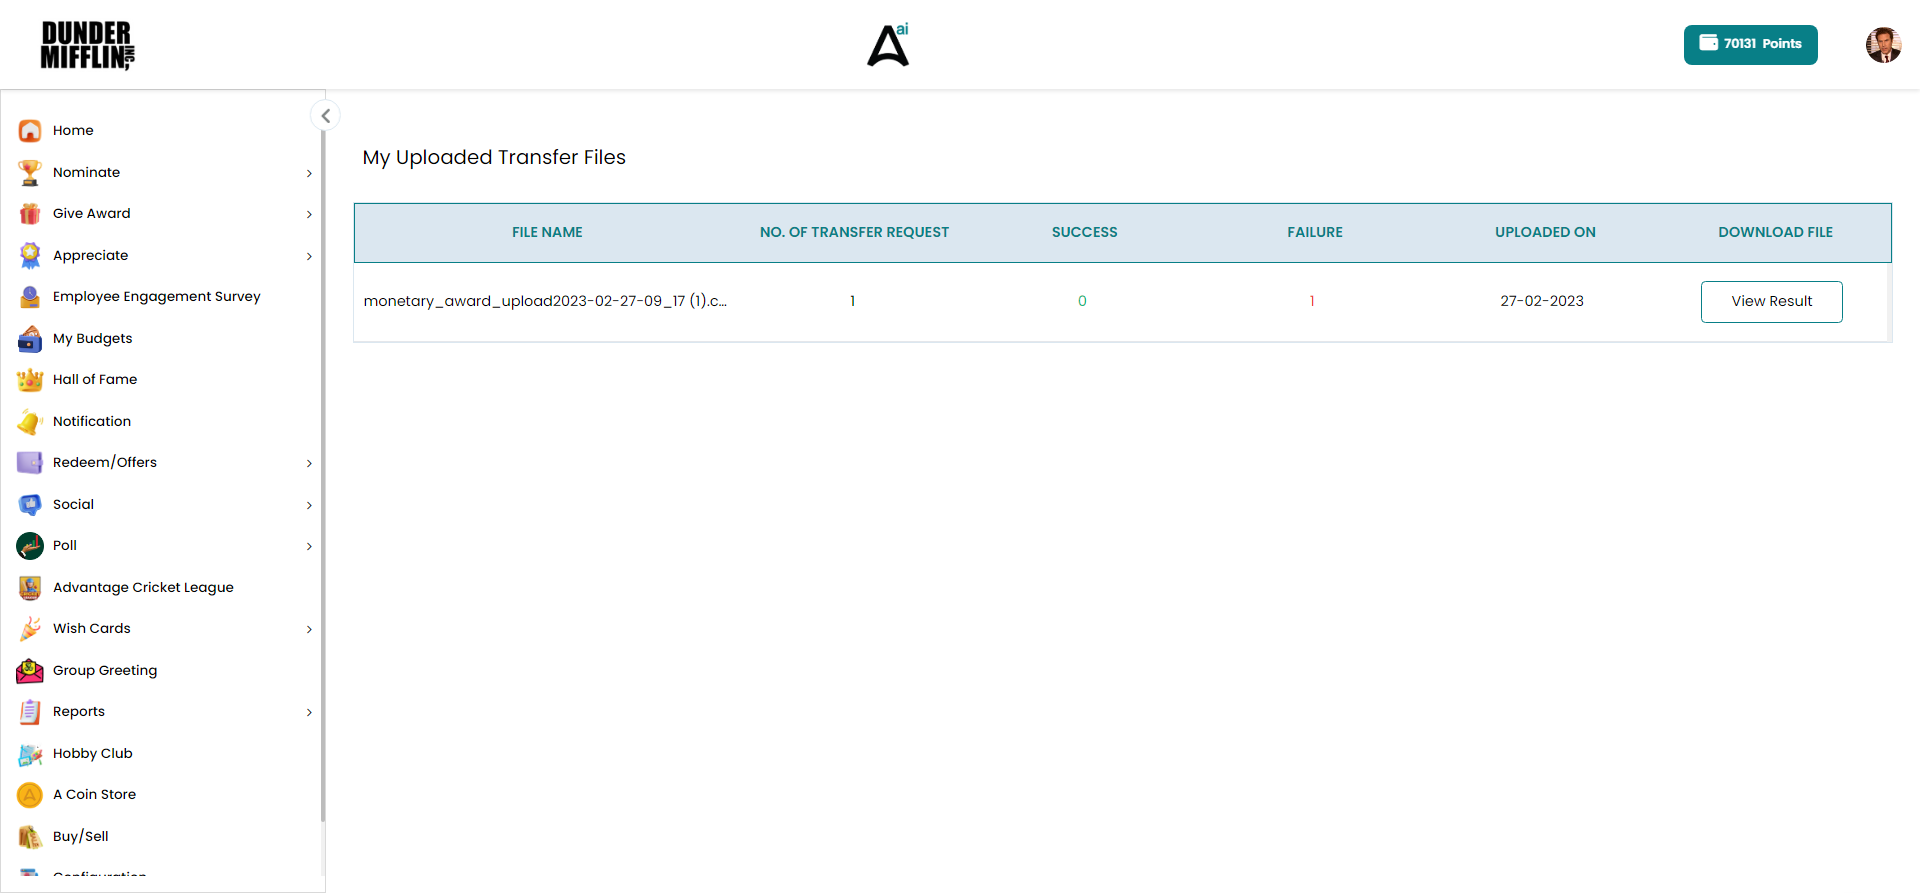 DUNDER
MIFFLIN INC,
ai
70131 Points
Home
Nominate
Give Award
Appreciate
Employee Engagement Survey
My Budgets
Hall of Fame
Notification
Redeem/Offers
Social
Poll
Advantage Cricket League
Wish Cards
Group Greeting
Reports
Hobby Club
A Coin Store
Buy/Sell
Configuration
My Uploaded Transfer Files
FILE NAME NO. OF TRANSFER REQUEST SUCCESS FAILURE UPLOADED ON DOWNLOAD FILE
monetary_award_upload2023-02-27-09_17 (1).c... 1 0 1 27-02-2023 View Result